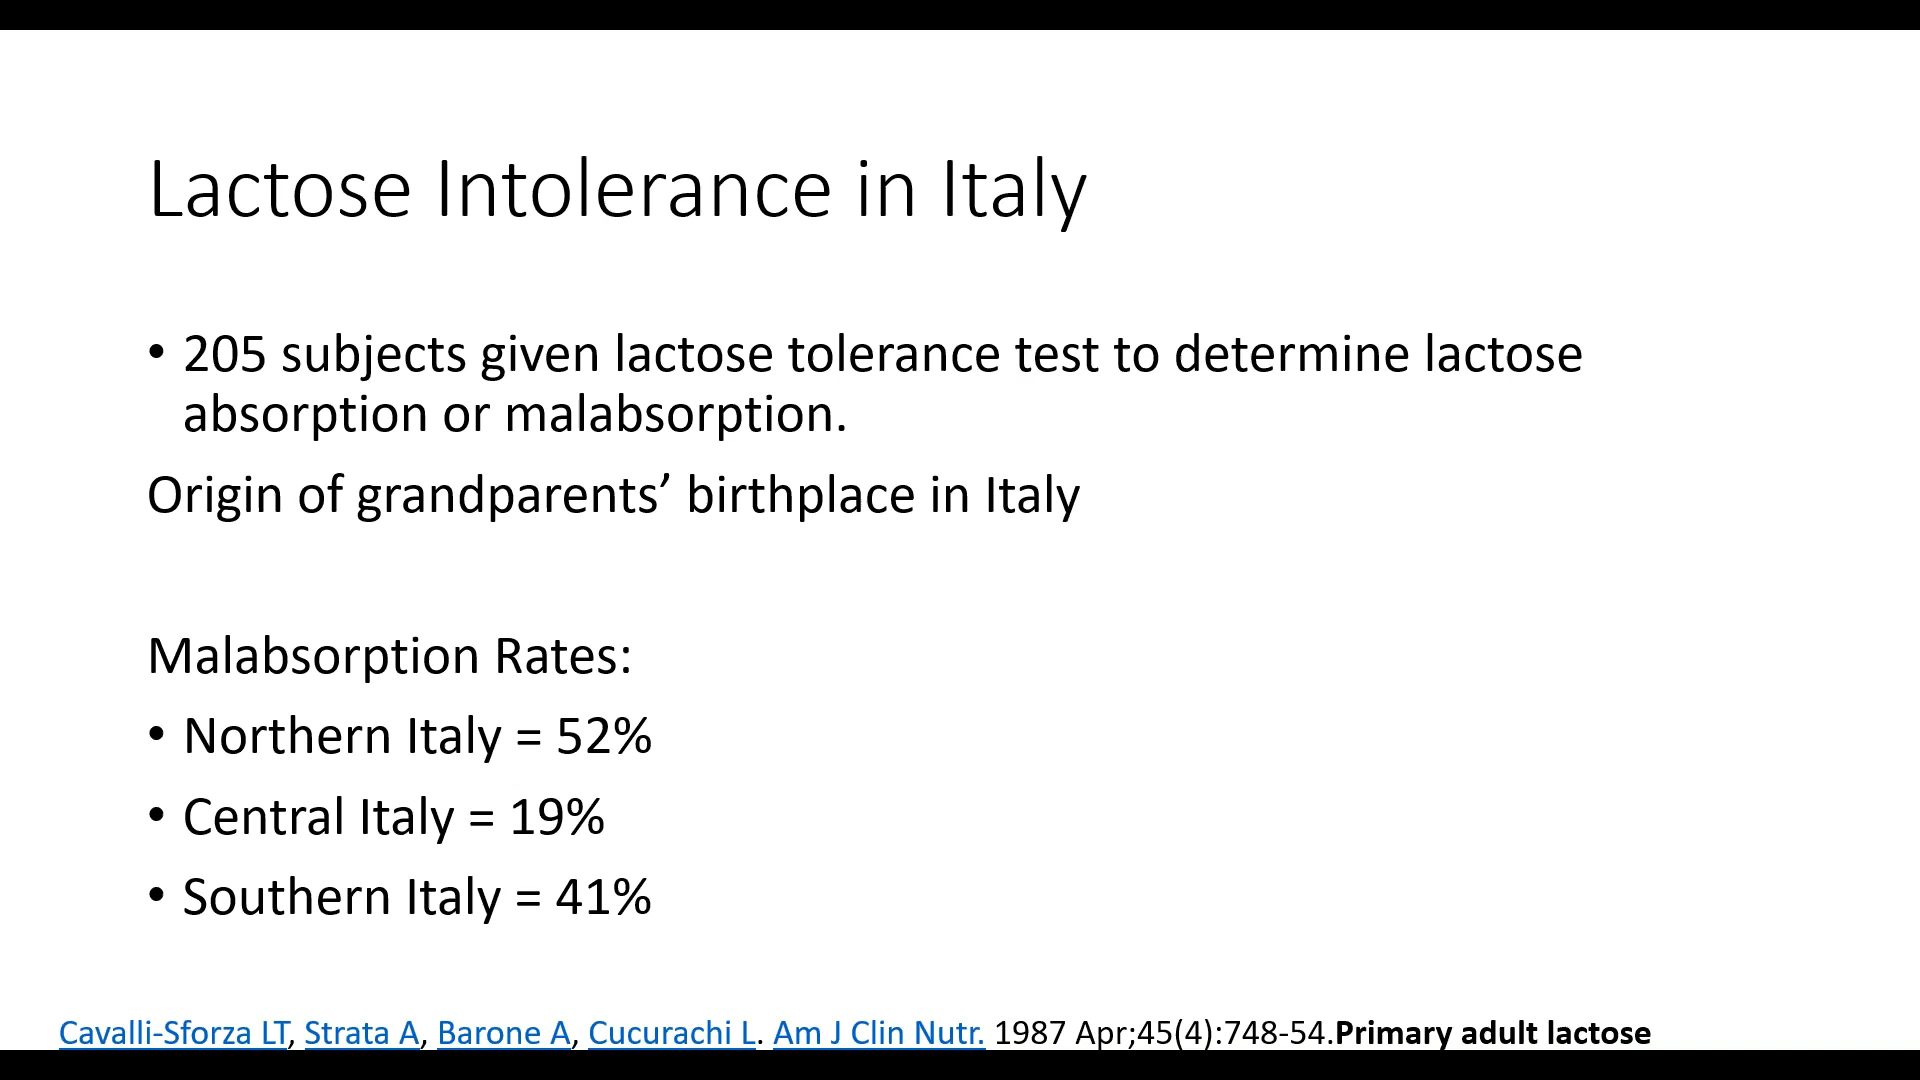 Lactose Intolerance in Italy
• 205 subjects given lactose tolerance test to determine lactose
absorption or malabsorption.
Origin of grandparents’ birthplace in Italy
Malabsorption Rates:
• Northern Italy = 52%
• Central Italy = 19%
• Southern Italy = 41%
Cavalli-Sforza LT, Strata A, Barone A, Cucurachi L. Am J Clin Nutr. 1987 Apr;45(4):748-54.Primary adult lactose